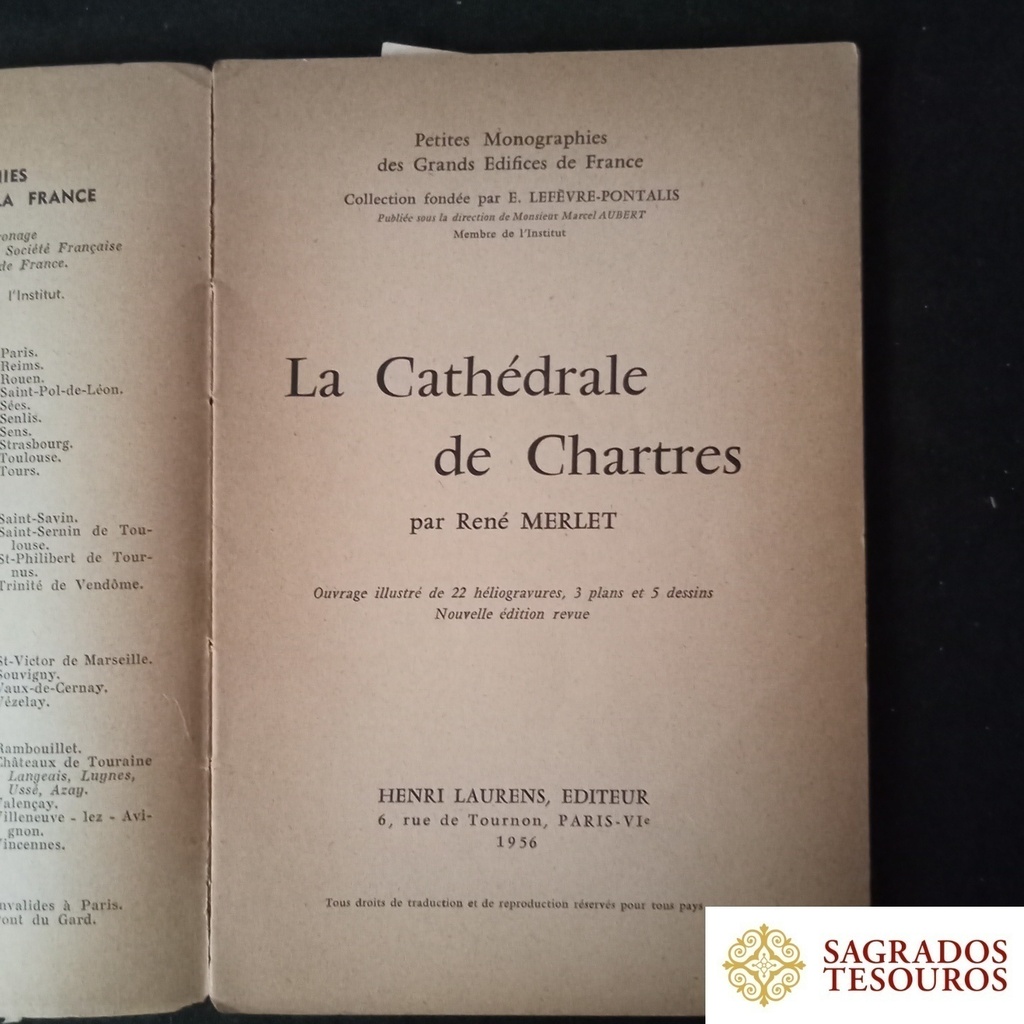 IES
LA FRANCE
Société Française
de France.
l'Institut.
Paris.
Reims.
Rouen.
Saint-Pol-de-Léon.
Sées.
Senlis.
Sens.
Strasbourg.
Toulouse.
Tours.
Saint-Savin.
Saint-Sernin de Tou-
louse.
St-Philibert de Tour-
nus.
Trinité de Vendôme.
St-Victor de Marseille.
Souvigny.
Vaux-de-Cernay.
Vézelay.
Rambouillet.
Châteaux de Touraine
Langeais, Luynes,
Ussé, Azay.
Valençay.
Villeneuve - lez - Avi-
gnon.
Vincennes.
Invalides à Paris.
Pont du Gard.
Petites Monographies
des Grands Edifices de France
Collection fondée par E. LEFÈVRE-PONTALIS
Publiée sous la direction de Monsieur Marcel AUBERT
Membre de l'Institut
La Cathédrale
de Chartres
par René MERLET
Ouvrage illustré de 22 héliogravures, 3 plans et 5 dessins
Nouvelle édition revue
HENRI LAURENS, EDITEUR
6, rue de Tournon, PARIS-VIe
1956
Tous droits de traduction et de reproduction réservés pour tous pays
SAGRADOS
TESOUROS